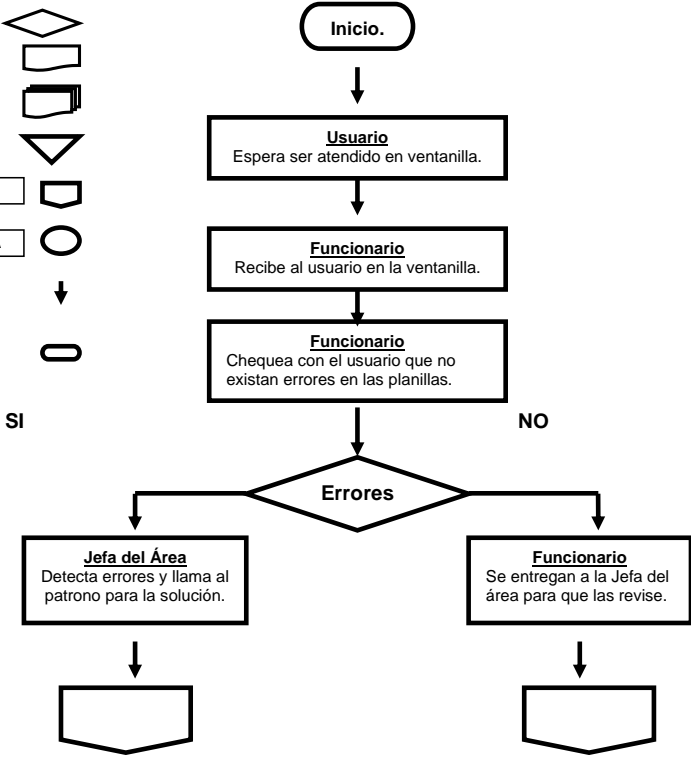 Inicio.
Usuario
Espera ser atendido en ventanilla.
Funcionario
Recibe al usuario en la ventanilla.
Funcionario
Chequea con el usuario que no
existan errores en las planillas.
SI
NO
Errores
Jefa del Área
Detecta errores y llama al
patrono para la solución.
Funcionario
Se entregan a la Jefa del
área para que las revise.